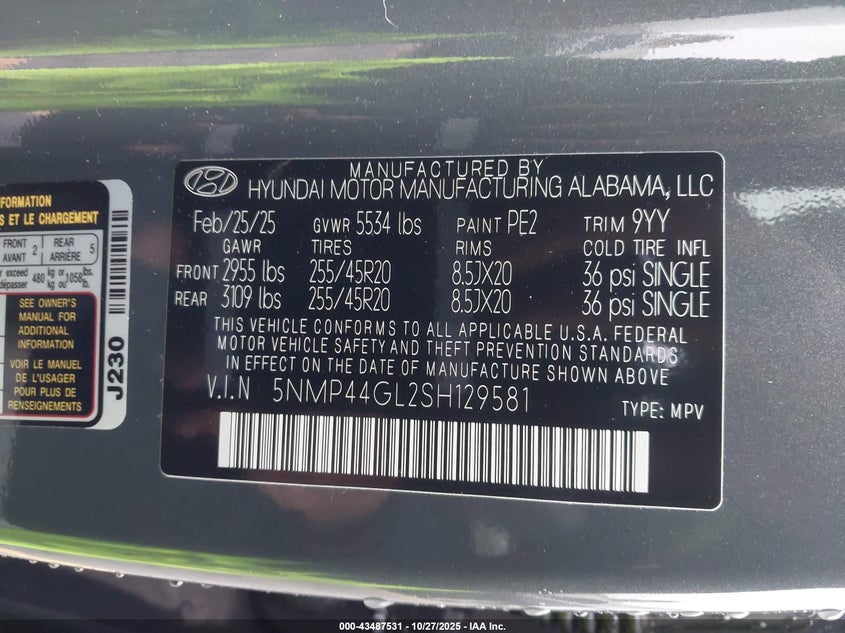 INFORMATION
S ET LE CHARGEMENT
FRONT AVANT 2 REAR ARRIÈRE 5
exceed dépasser 480 kg or kg ou 1058 lbs. lb.
SEE OWNER'S
MANUAL FOR
ADDITIONAL
INFORMATION
VOIR LE MANUEL
DE L'USAGER
POUR PLUS DE
RENSEIGNEMENTS
J230
MANUFACTURED BY
HYUNDAI MOTOR MANUFACTURING ALABAMA, LLC
Feb/25/25 GVWR 5534 lbs PAINT PE2 TRIM 9YY
GAWR TIRES RIMS COLD TIRE INFL
FRONT 2955 lbs 255/45R20 8.5JX20 36 psi SINGLE
REAR 3109 lbs 255/45R20 8.5JX20 36 psi SINGLE
THIS VEHICLE CONFORMS TO ALL APPLICABLE U.S.A. FEDERAL
MOTOR VEHICLE SAFETY AND THEFT PREVENTION STANDARDS
IN EFFECT ON THE DATE OF MANUFACTURE SHOWN ABOVE
V.I.N 5NMP44GL2SH129581 TYPE: MPV
000-43487531 - 10/27/2025 - IAA Inc.